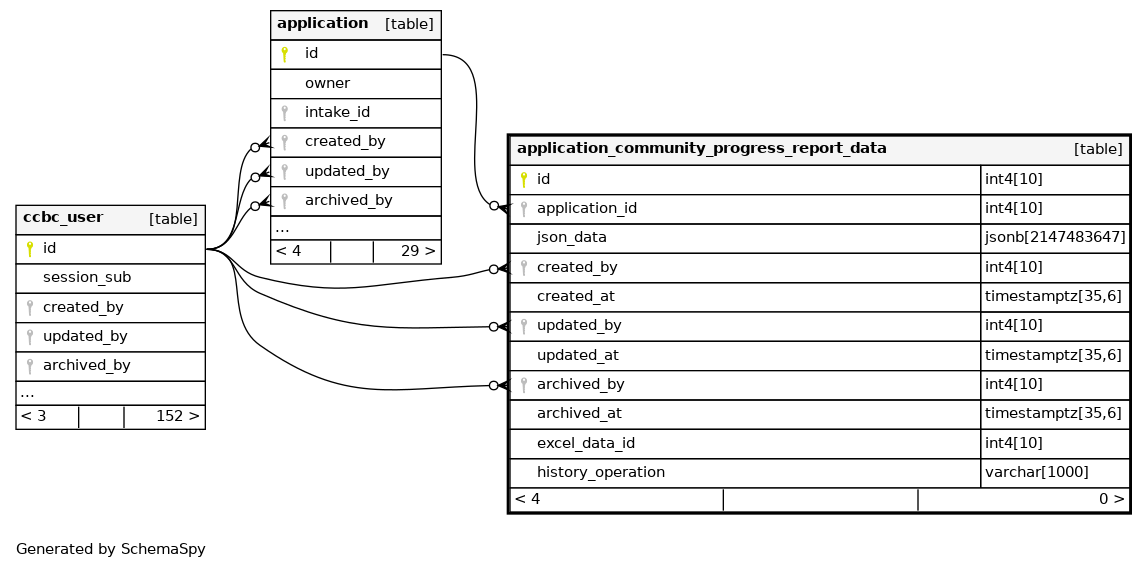 application [table]
id
owner
intake_id
created_by
updated_by
archived_by
...
< 4 29 >
ccbc_user [table]
id
session_sub
created_by
updated_by
archived_by
...
< 3 152 >
application_community_progress_report_data [table]
id int4[10]
application_id int4[10]
json_data jsonb[2147483647]
created_by int4[10]
created_at timestamptz[35,6]
updated_by int4[10]
updated_at timestamptz[35,6]
archived_by int4[10]
archived_at timestamptz[35,6]
excel_data_id int4[10]
history_operation varchar[1000]
< 4 0 >
Generated by SchemaSpy